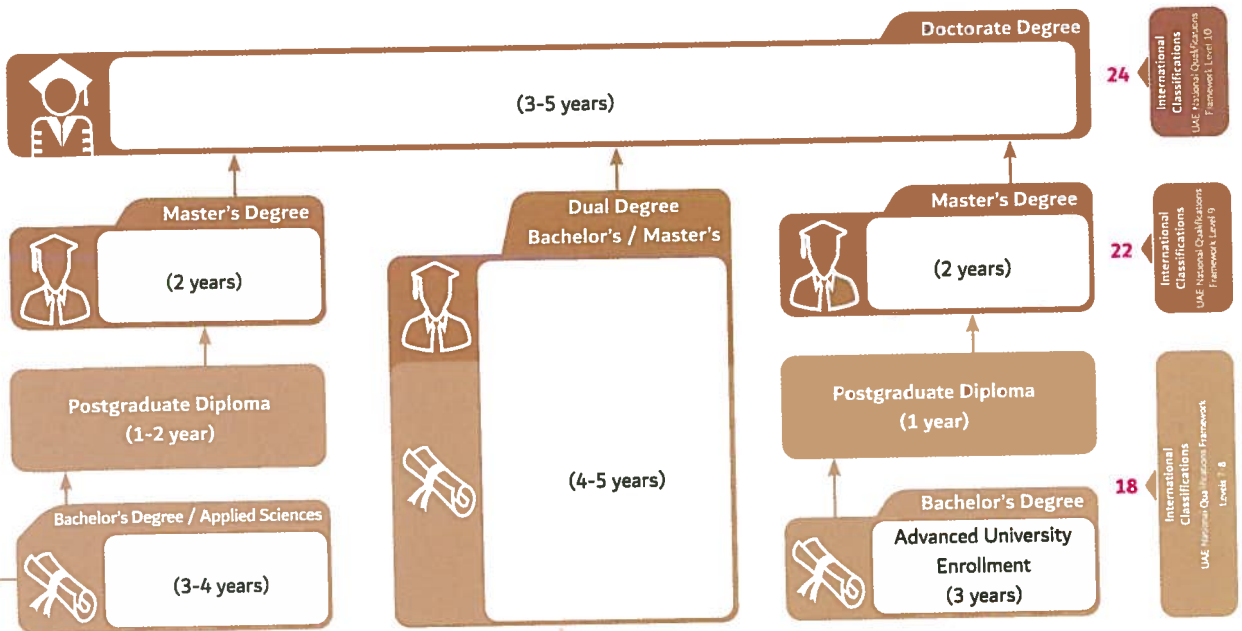 Doctorate Degree
(3-5 years)
24
International
Classifications
UAE National Qualifications
Framework Level 10
Master's Degree
(2 years)
Dual Degree
Bachelor's / Master's
(4-5 years)
Master's Degree
(2 years)
22
International
Classifications
UAE National Qualifications
Framework Level 9
Postgraduate Diploma
(1-2 year)
Postgraduate Diploma
(1 year)
18
International
Classifications
UAE National Qualifications Framework
Levels 7-8
Bachelor's Degree / Applied Sciences
(3-4 years)
Bachelor's Degree
Advanced University
Enrollment
(3 years)